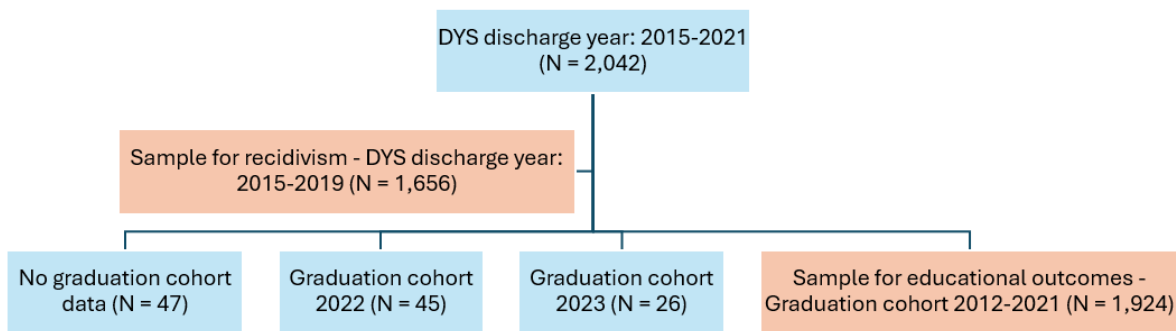 DYS discharge year: 2015-2021
(N = 2,042)
Sample for recidivism - DYS discharge year:
2015-2019 (N = 1,656)
No graduation cohort
data (N = 47)
Graduation cohort
2022 (N = 45)
Graduation cohort
2023 (N = 26)
Sample for educational outcomes -
Graduation cohort 2012-2021 (N = 1,924)